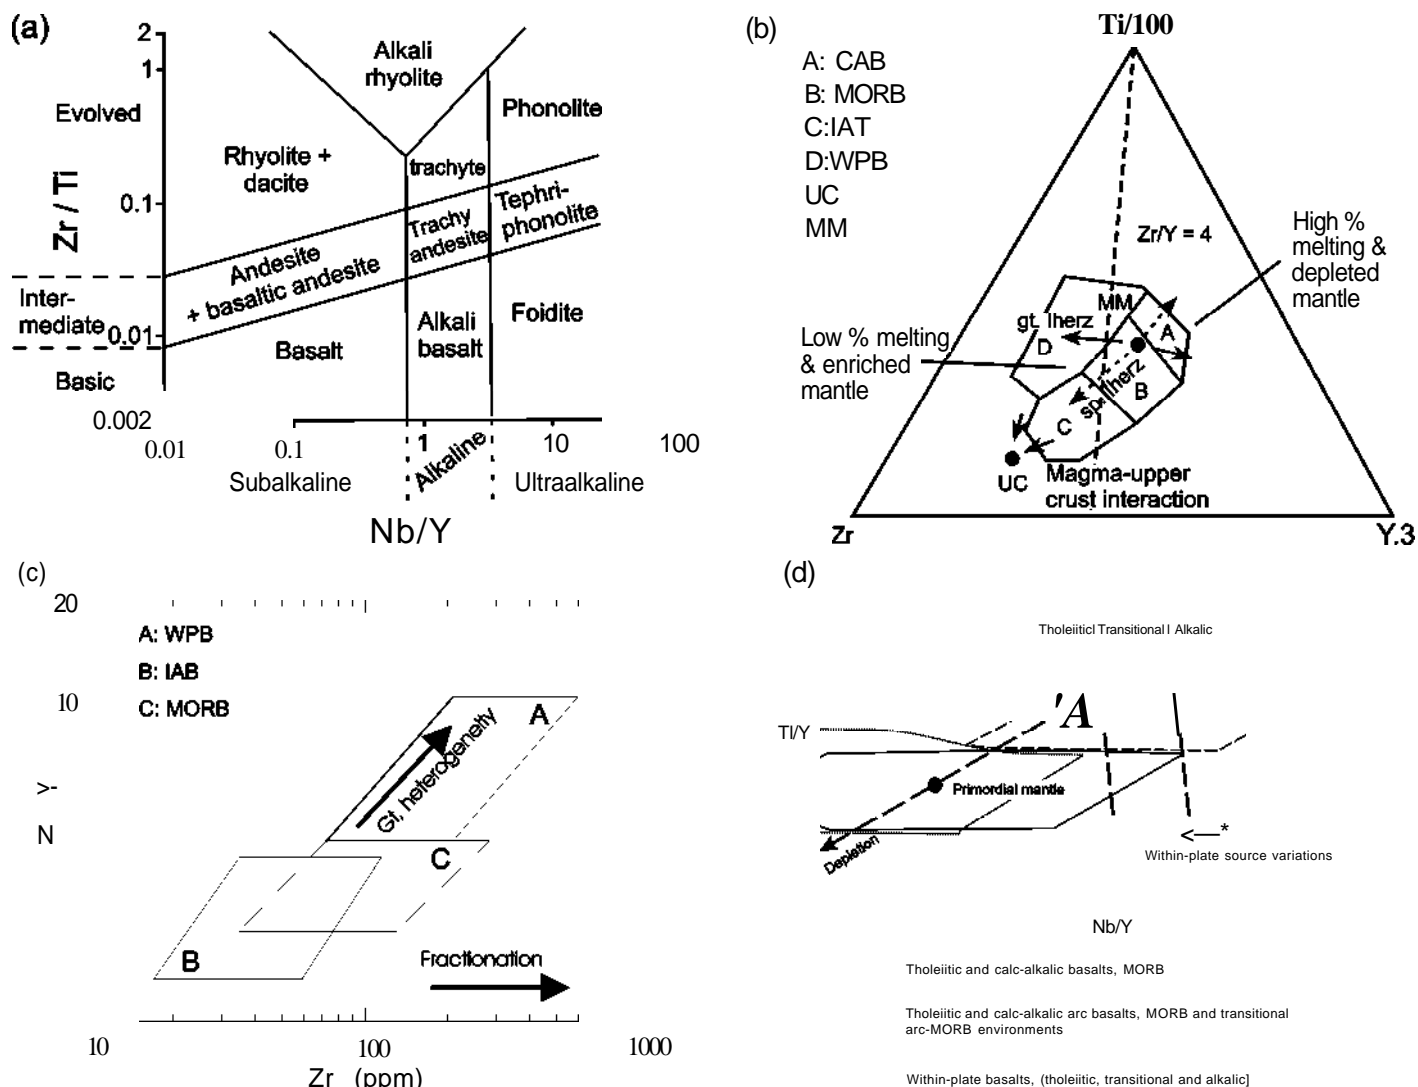 (a)
2
1
0.1
0.01
0.002
Zr / Ti
Evolved
Inter-
mediate
Basic
Alkali
rhyolite
Phonolite
Rhyolite +
dacite
trachyte
Tephri-
phonolite
Trachy
andesite
Andesite
+ basaltic andesite
Basalt
Alkali
basalt
Foidite
0.01
0.1
1
10
100
Subalkaline
Alkaline
Ultraalkaline
Nb/Y
(b)
Ti/100
A: CAB
B: MORB
C:IAT
D:WPB
UC
MM
Zr/Y = 4
High %
melting &
depleted
mantle
Low % melting
& enriched
mantle
MM
gt. lherz
A
D
sp. lherz
B
C
UC
Magma-upper
crust interaction
Zr
Y.3
(c)
20
10
A: WPB
B: IAB
C: MORB
>-
N
A
Gt, heterogeneity
C
B
Fractionation
10
100
1000
Zr (ppm)
(d)
TholeiiticI Transitional I Alkalic
'A
TI/Y
Primordial mantle
Depletion
*
Within-plate source variations
Nb/Y
Tholeiitic and calc-alkalic basalts, MORB
Tholeiitic and calc-alkalic arc basalts, MORB and transitional
arc-MORB environments
Within-plate basalts, (tholeiitic, transitional and alkalic]